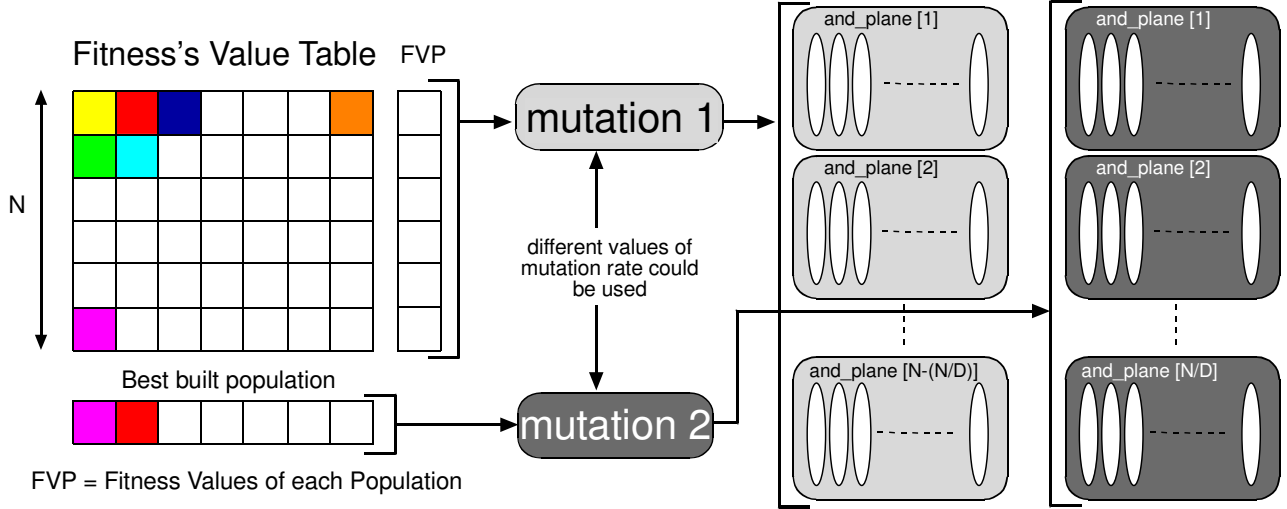 Fitness's Value Table
FVP
N
Best built population
FVP = Fitness Values of each Population
mutation 1
different values of
mutation rate could
be used
mutation 2
and_plane [1]
and_plane [2]
and_plane [N-(N/D)]
and_plane [1]
and_plane [2]
and_plane [N/D]